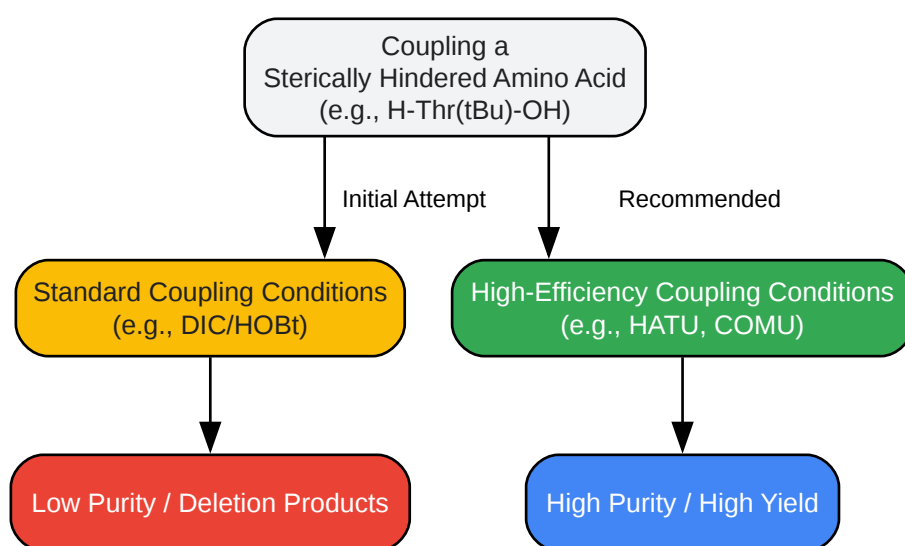 Coupling a
Sterically Hindered Amino Acid
(e.g., H-Thr(tBu)-OH)
Initial Attempt
Recommended
Standard Coupling Conditions
(e.g., DIC/HOBt)
High-Efficiency Coupling Conditions
(e.g., HATU, COMU)
Low Purity / Deletion Products
High Purity / High Yield